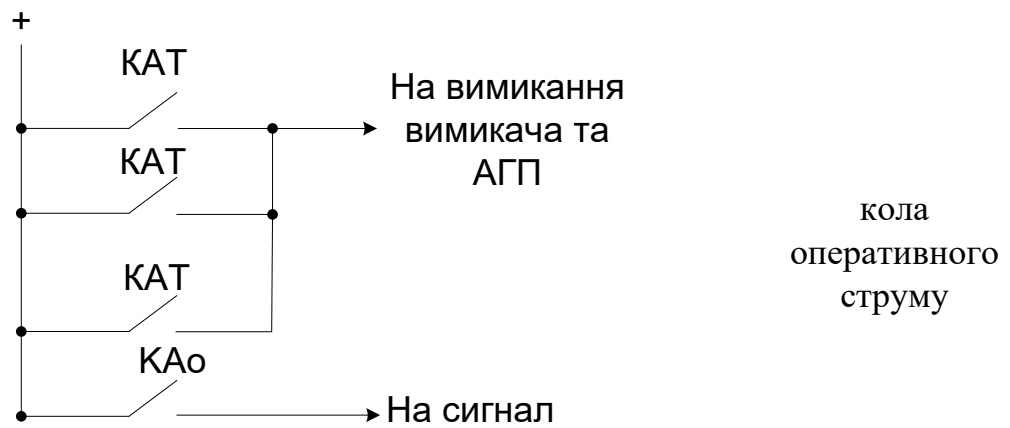 +
КАТ
На вимикання
вимикача та
АГП
КАТ
кола
оперативного
струму
КАТ
КАо
На сигнал